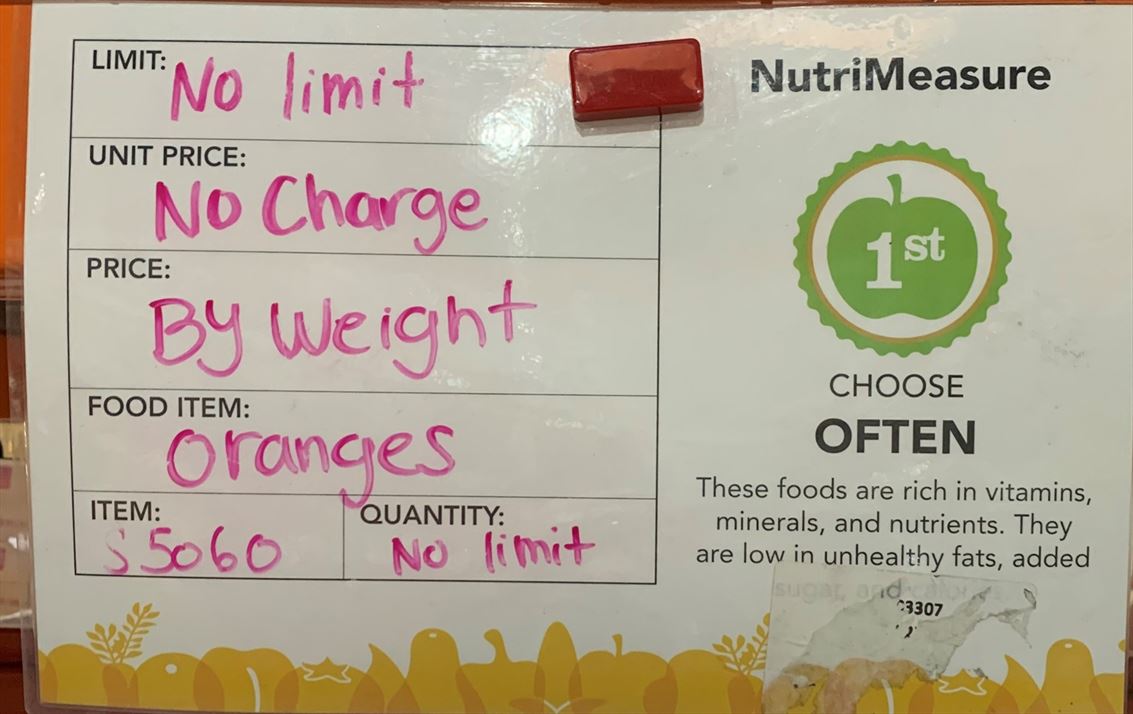 LIMIT:
No limit
UNIT PRICE:
No Charge
PRICE:
By Weight
FOOD ITEM:
Oranges
ITEM:
S5060
QUANTITY:
No limit
NutriMeasure
1st
CHOOSE
OFTEN
These foods are rich in vitamins,
minerals, and nutrients. They
are low in unhealthy fats, added
sugar, and
3307